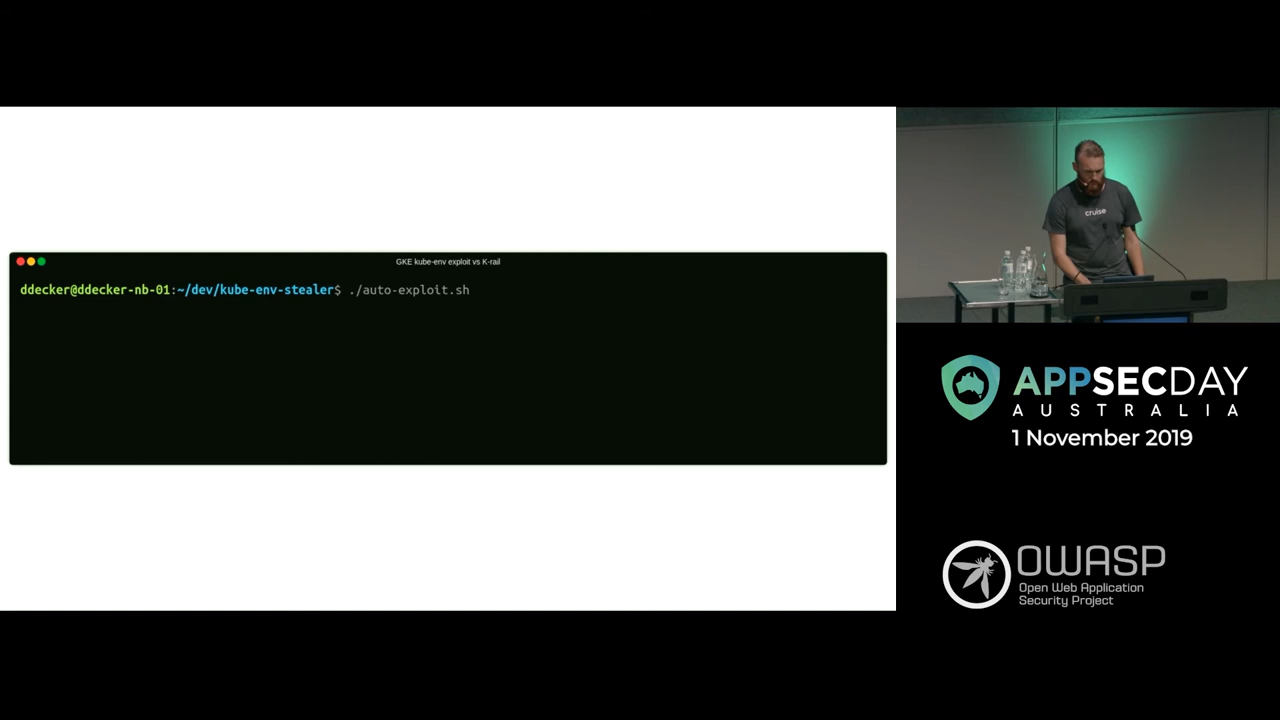 GKE kube-env exploit vs K-rail
ddecker@ddecker-nb-01:~/dev/kube-env-stealer$ ./auto-exploit.sh
cruise
APPSECDAY
AUSTRALIA
1 November 2019
OWASP
Open Web Application
Security Project